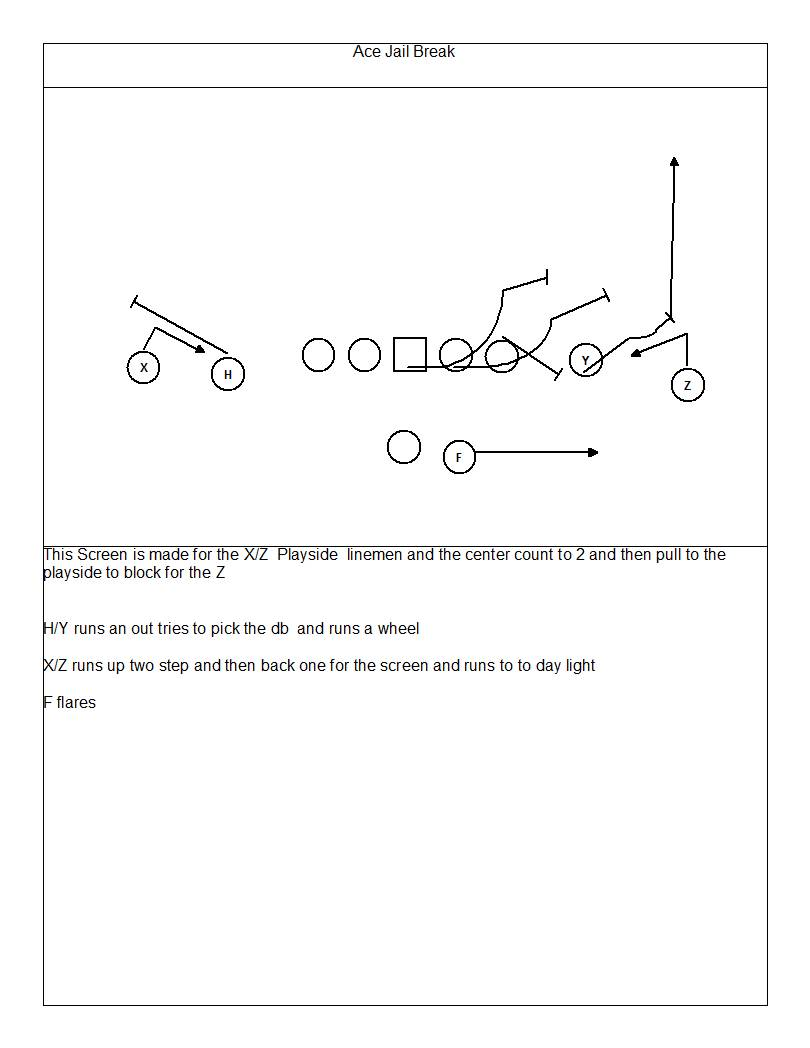 Ace Jail Break
X
H
Y
Z
F
This Screen is made for the X/Z  Playside  linemen and the center count to 2 and then pull to the
playside to block for the Z
H/Y runs an out tries to pick the db  and runs a wheel
X/Z runs up two step and then back one for the screen and runs to to day light
F flares